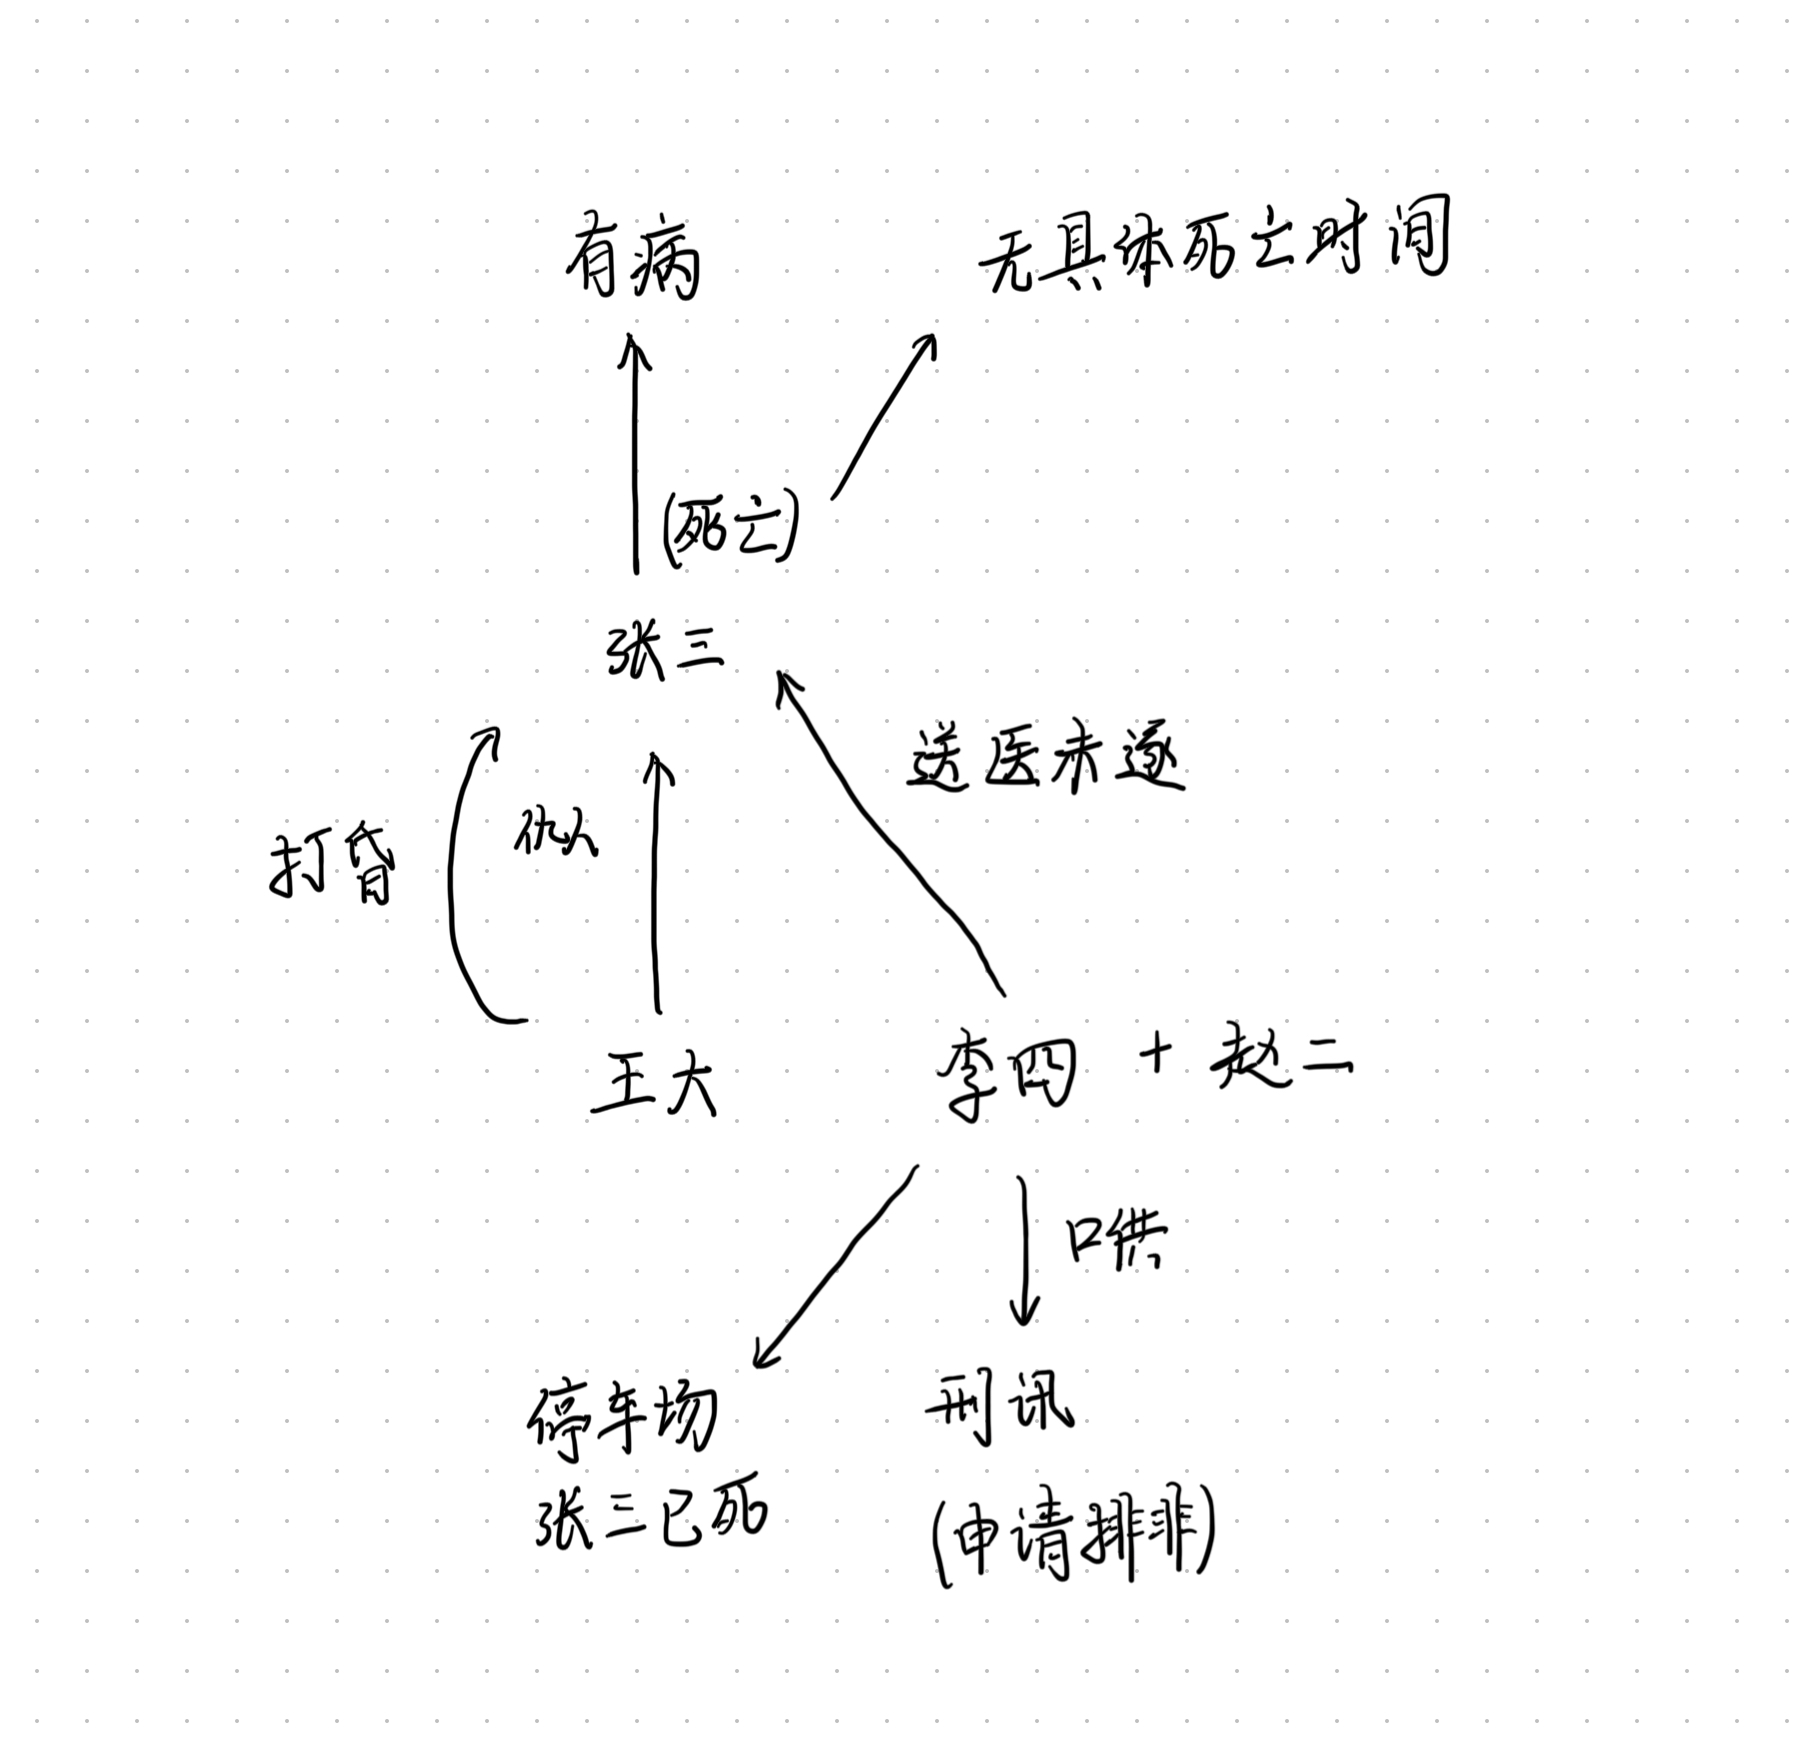 有病
无具体死亡时间
(死亡)
张三
送医未遂
打昏
仇人
王大
李四 + 赵二
口供
停车场
张三已死
刑讯
(申请排非)